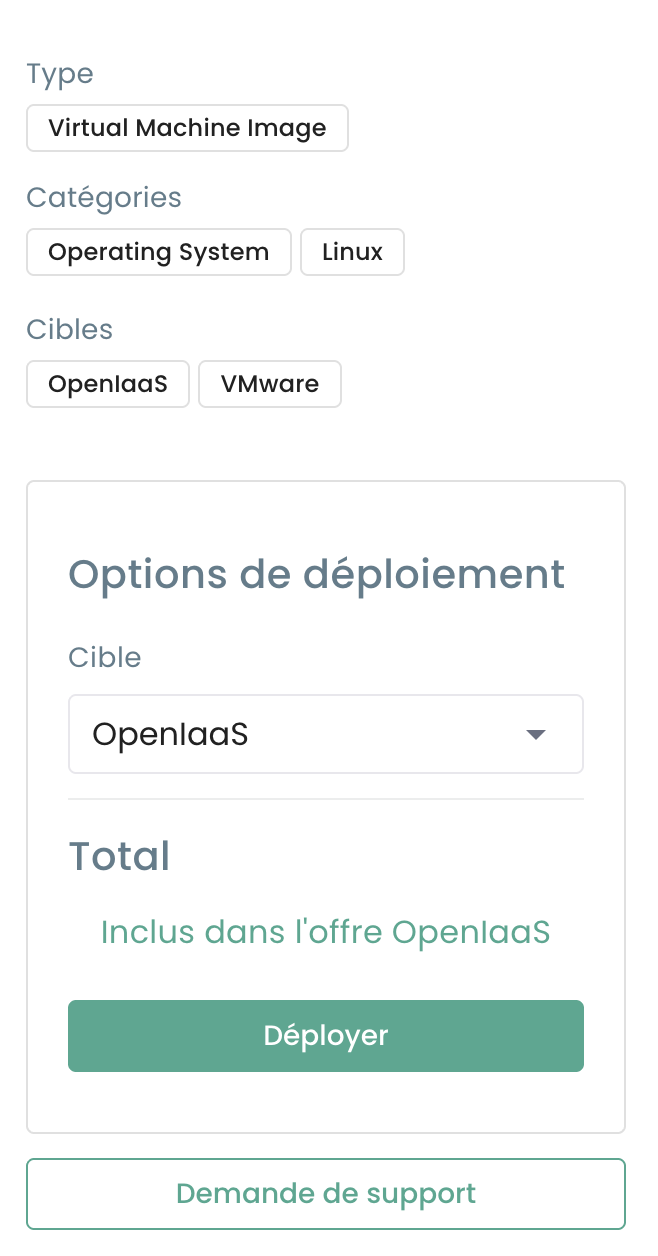 Type
Virtual Machine Image
Catégories
Operating System Linux
Cibles
OpenIaaS VMware
Options de déploiement
Cible
OpenIaaS
Total
Inclus dans l'offre OpenIaaS
Déployer
Demande de support